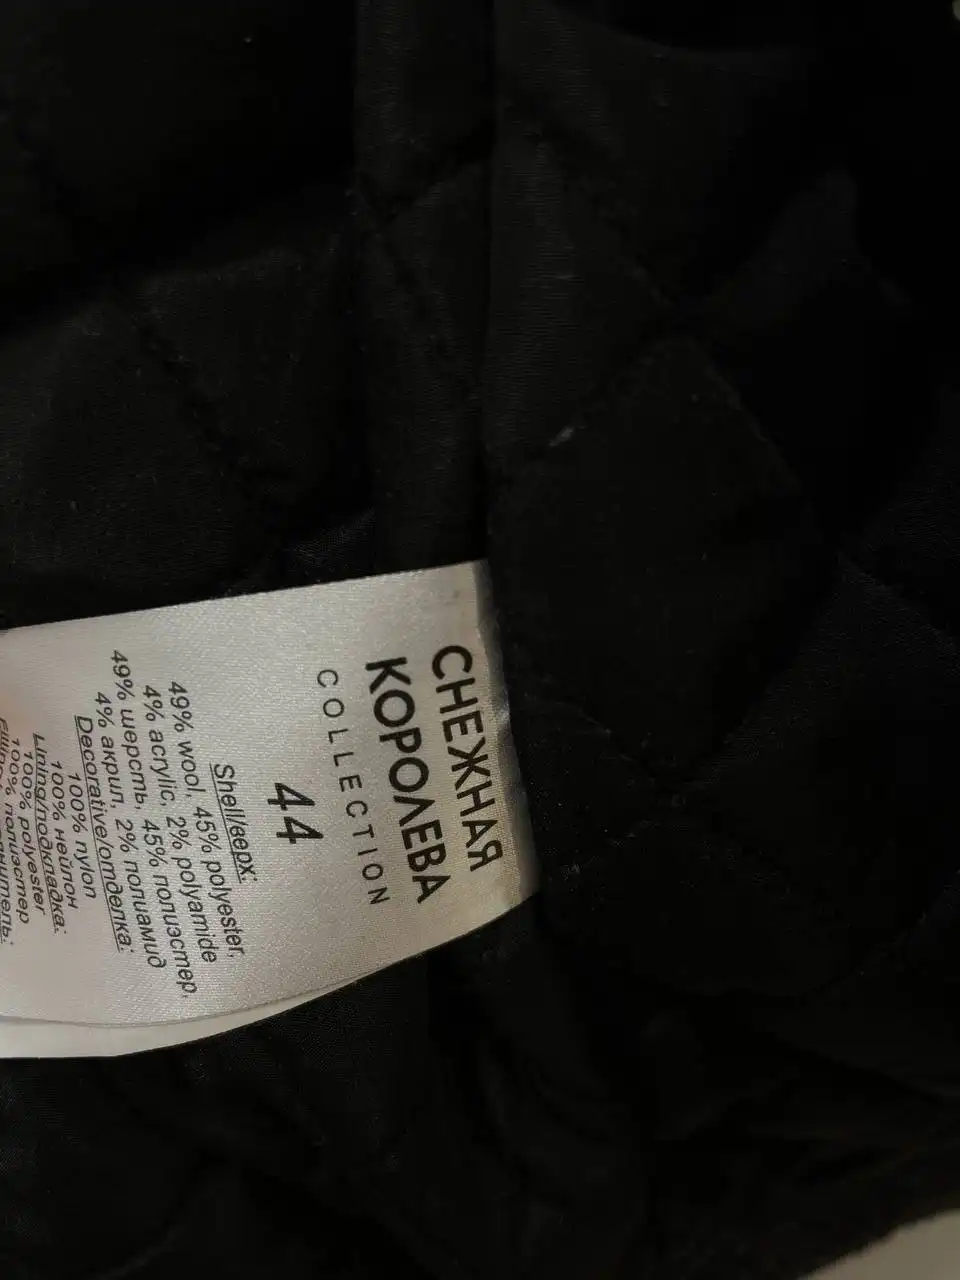 СНЕЖНАЯ
КОРОЛЕВА
COLLECTION
44
Shell/верх:
49% wool, 45% polyester,
4% acrylic, 2% polyamide
49% шерсть, 45% полиэстер,
4% акрил, 2% полиамид
Decorative/отделка:
100% nylon
100% нейлон
Lining/подкладка:
100% polyester
100% полиэстер